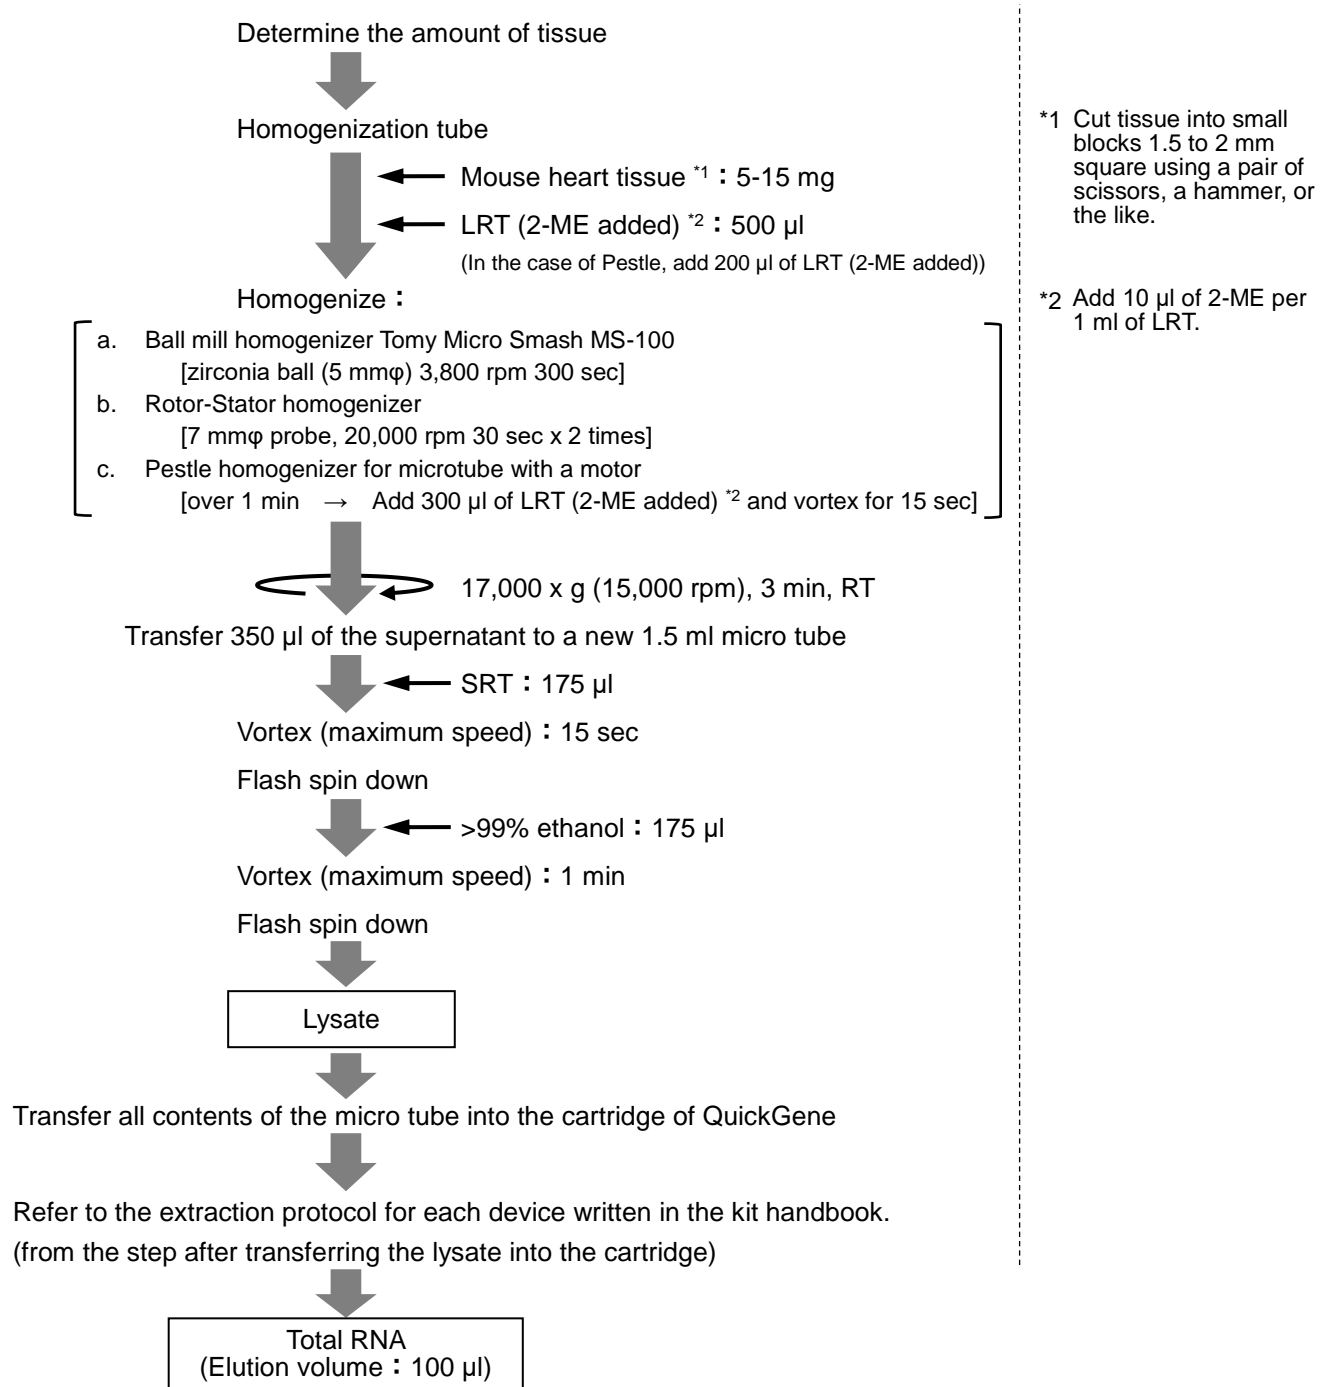 Determine the amount of tissue
Homogenization tube
Mouse heart tissue *1：5-15 mg
LRT (2-ME added) *2：500 µl
(In the case of Pestle, add 200 µl of LRT (2-ME added))
Homogenize：
a. Ball mill homogenizer Tomy Micro Smash MS-100
[zirconia ball (5 mmφ) 3,800 rpm 300 sec]
b. Rotor-Stator homogenizer
[7 mmφ probe, 20,000 rpm 30 sec x 2 times]
c. Pestle homogenizer for microtube with a motor
[over 1 min → Add 300 µl of LRT (2-ME added) *2 and vortex for 15 sec]
17,000 x g (15,000 rpm), 3 min, RT
Transfer 350 µl of the supernatant to a new 1.5 ml micro tube
SRT：175 µl
Vortex (maximum speed)：15 sec
Flash spin down
>99% ethanol：175 µl
Vortex (maximum speed)：1 min
Flash spin down
Lysate
Transfer all contents of the micro tube into the cartridge of QuickGene
Refer to the extraction protocol for each device written in the kit handbook.
(from the step after transferring the lysate into the cartridge)
Total RNA
(Elution volume：100 µl)
*1 Cut tissue into small
blocks 1.5 to 2 mm
square using a pair of
scissors, a hammer, or
the like.
*2 Add 10 µl of 2-ME per
1 ml of LRT.